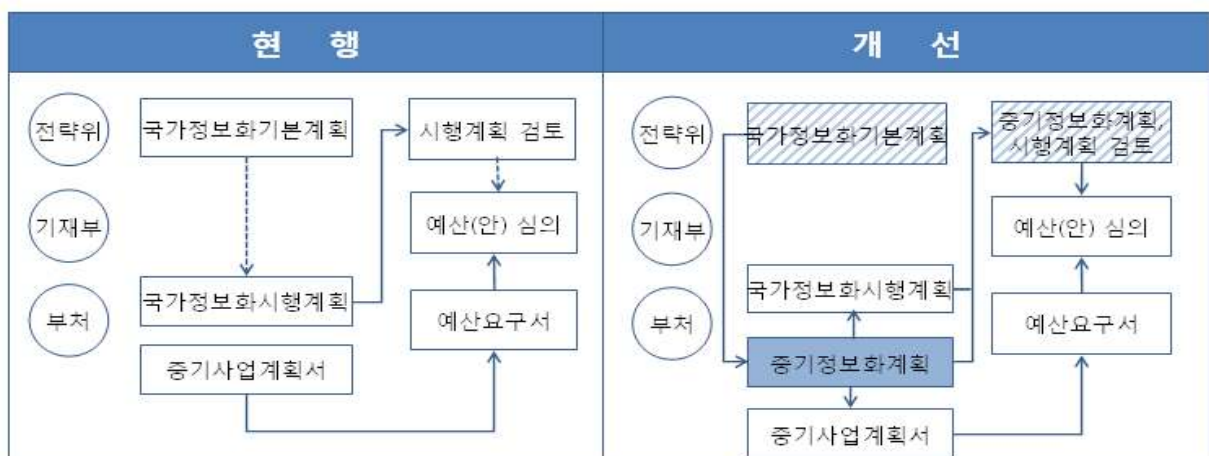 현 행
전략위
국가정보화기본계획
시행계획 검토
기재부
예산(안) 심의
부처
국가정보화시행계획
예산요구서
중기사업계획서
개 선
전략위
국가정보화기본계획
중기정보화계획,
시행계획 검토
기재부
예산(안) 심의
부처
국가정보화시행계획
예산요구서
중기정보화계획
중기사업계획서